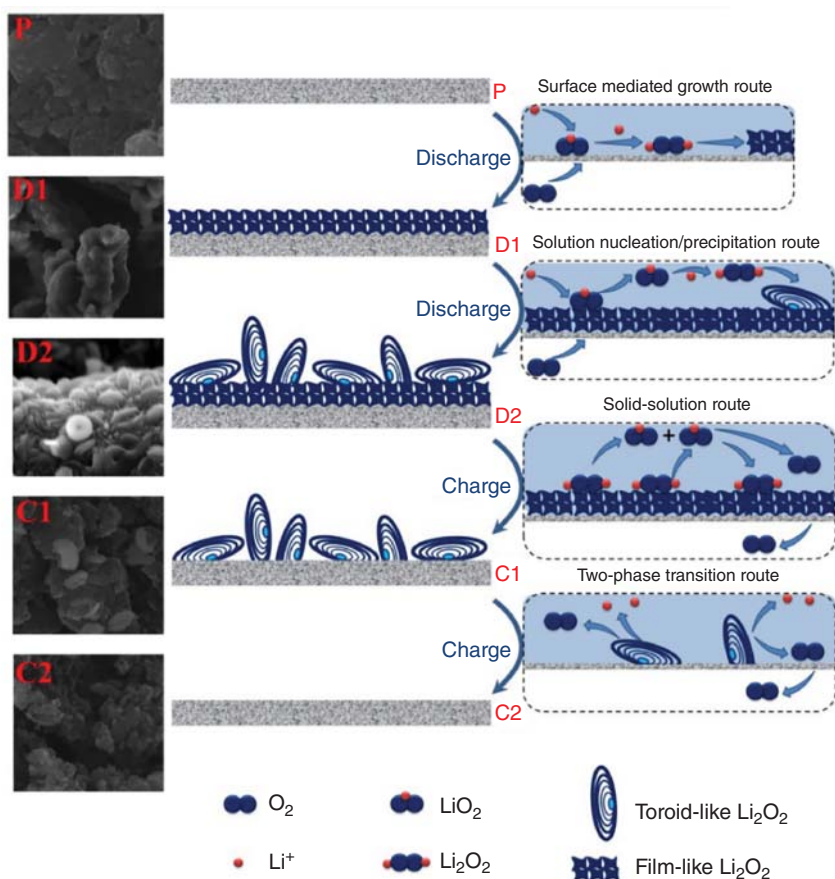 P
P
Surface mediated growth route
Discharge
D1
D1
Solution nucleation/precipitation route
Discharge
D2
D2
Solid-solution route
+
Charge
C1
C1
Two-phase transition route
Charge
C2
C2
O₂
LiO₂
Toroid-like Li₂O₂
Li⁺
Li₂O₂
Film-like Li₂O₂